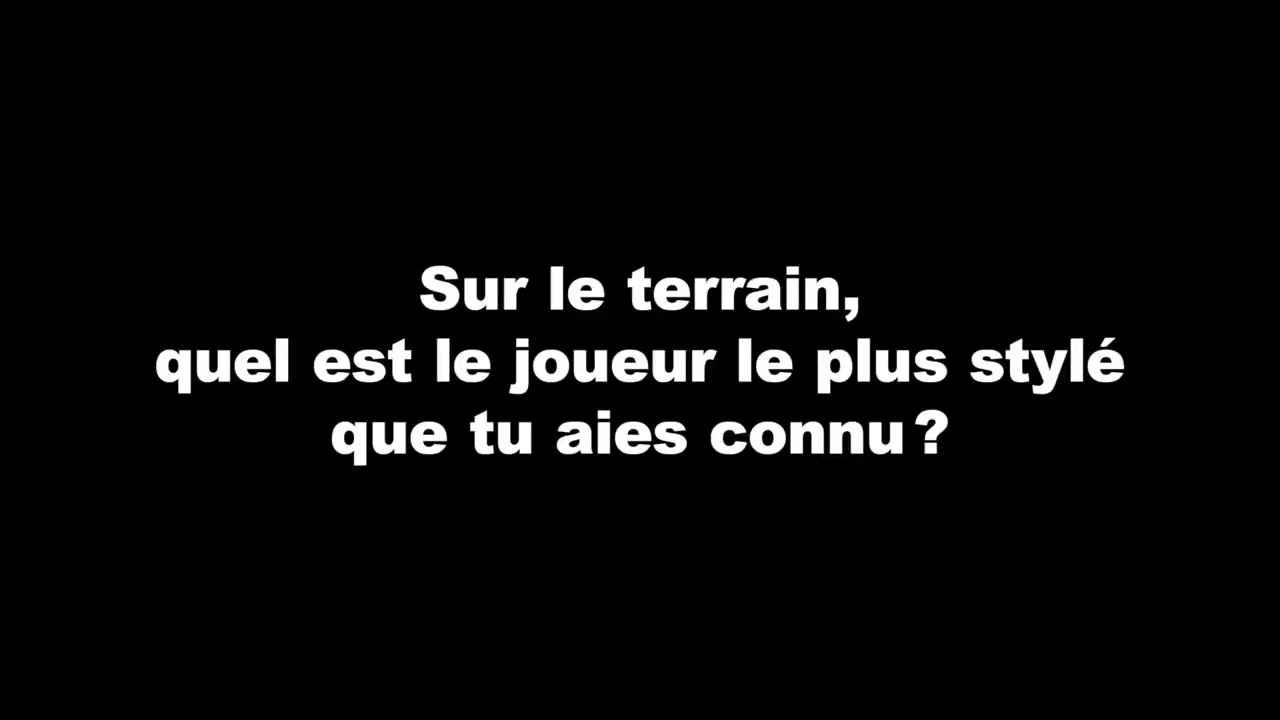 Sur le terrain,
quel est le joueur le plus stylé
que tu aies connu ?